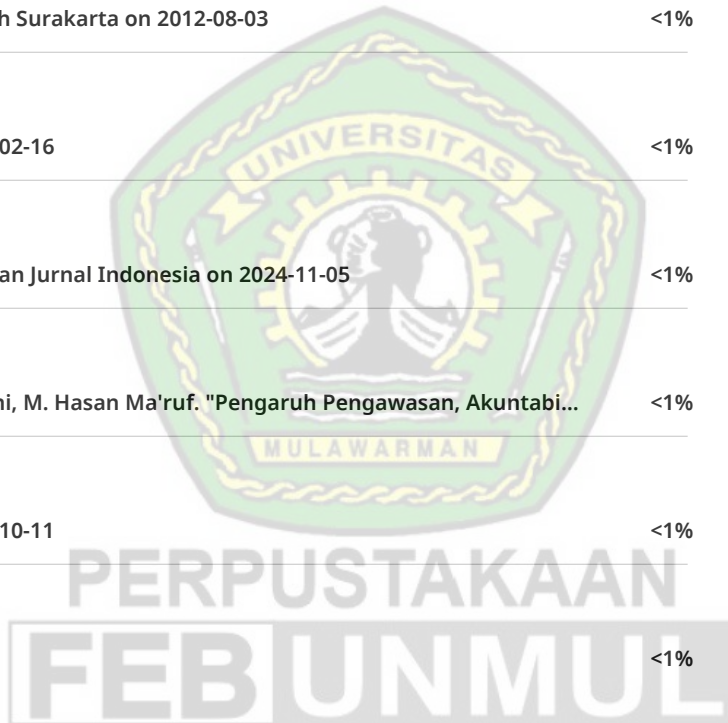 h Surakarta on 2012-08-03 <1%
02-16 <1%
an Jurnal Indonesia on 2024-11-05 <1%
ni, M. Hasan Ma'ruf. "Pengaruh Pengawasan, Akuntabi... <1%
10-11 <1%
<1%
UNIVERSITAS
MULAWARMAN
PERPUSTAKAAN
FEB UNMUL